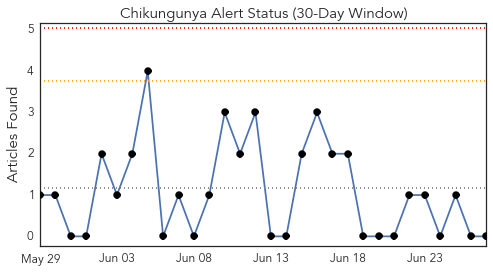 Chikungunya Alert Status (30-Day Window)
Articles Found
5
4
3
2
1
0
May 29
Jun 03
Jun 08
Jun 13
Jun 18
Jun 23